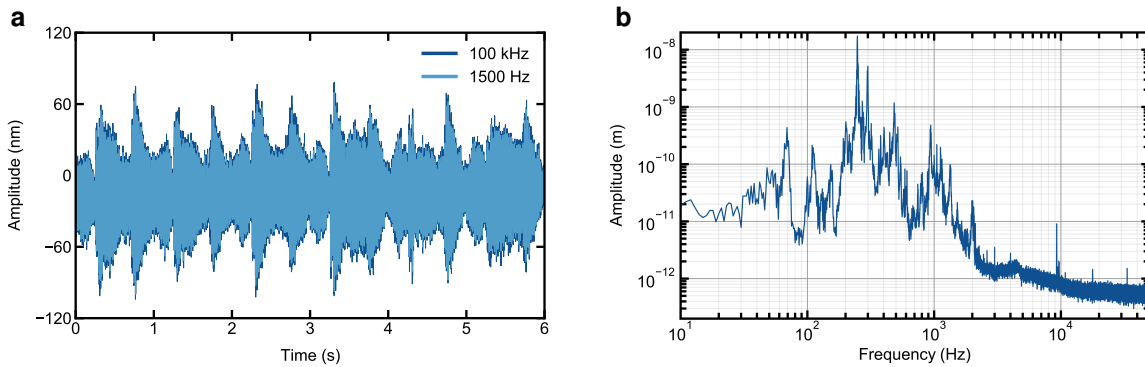 a
120
60
0
−60
−120
Amplitude (nm)
100 kHz
1500 Hz
0 1 2 3 4 5 6
Time (s)
b
10⁻⁸
10⁻⁹
10⁻¹⁰
10⁻¹¹
10⁻¹²
Amplitude (m)
10¹ 10² 10³ 10⁴
Frequency (Hz)